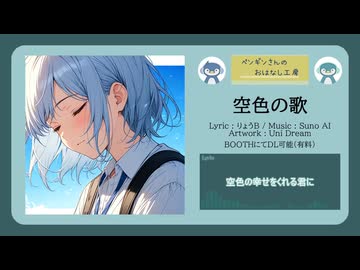 ペンギンさんの
おはなし工房
空色の歌
Lyric : りょうB / Music : Suno AI
Artwork : Uni Dream
BOOTHにてDL可能(有料)
Lyric
空色の幸せをくれる君に